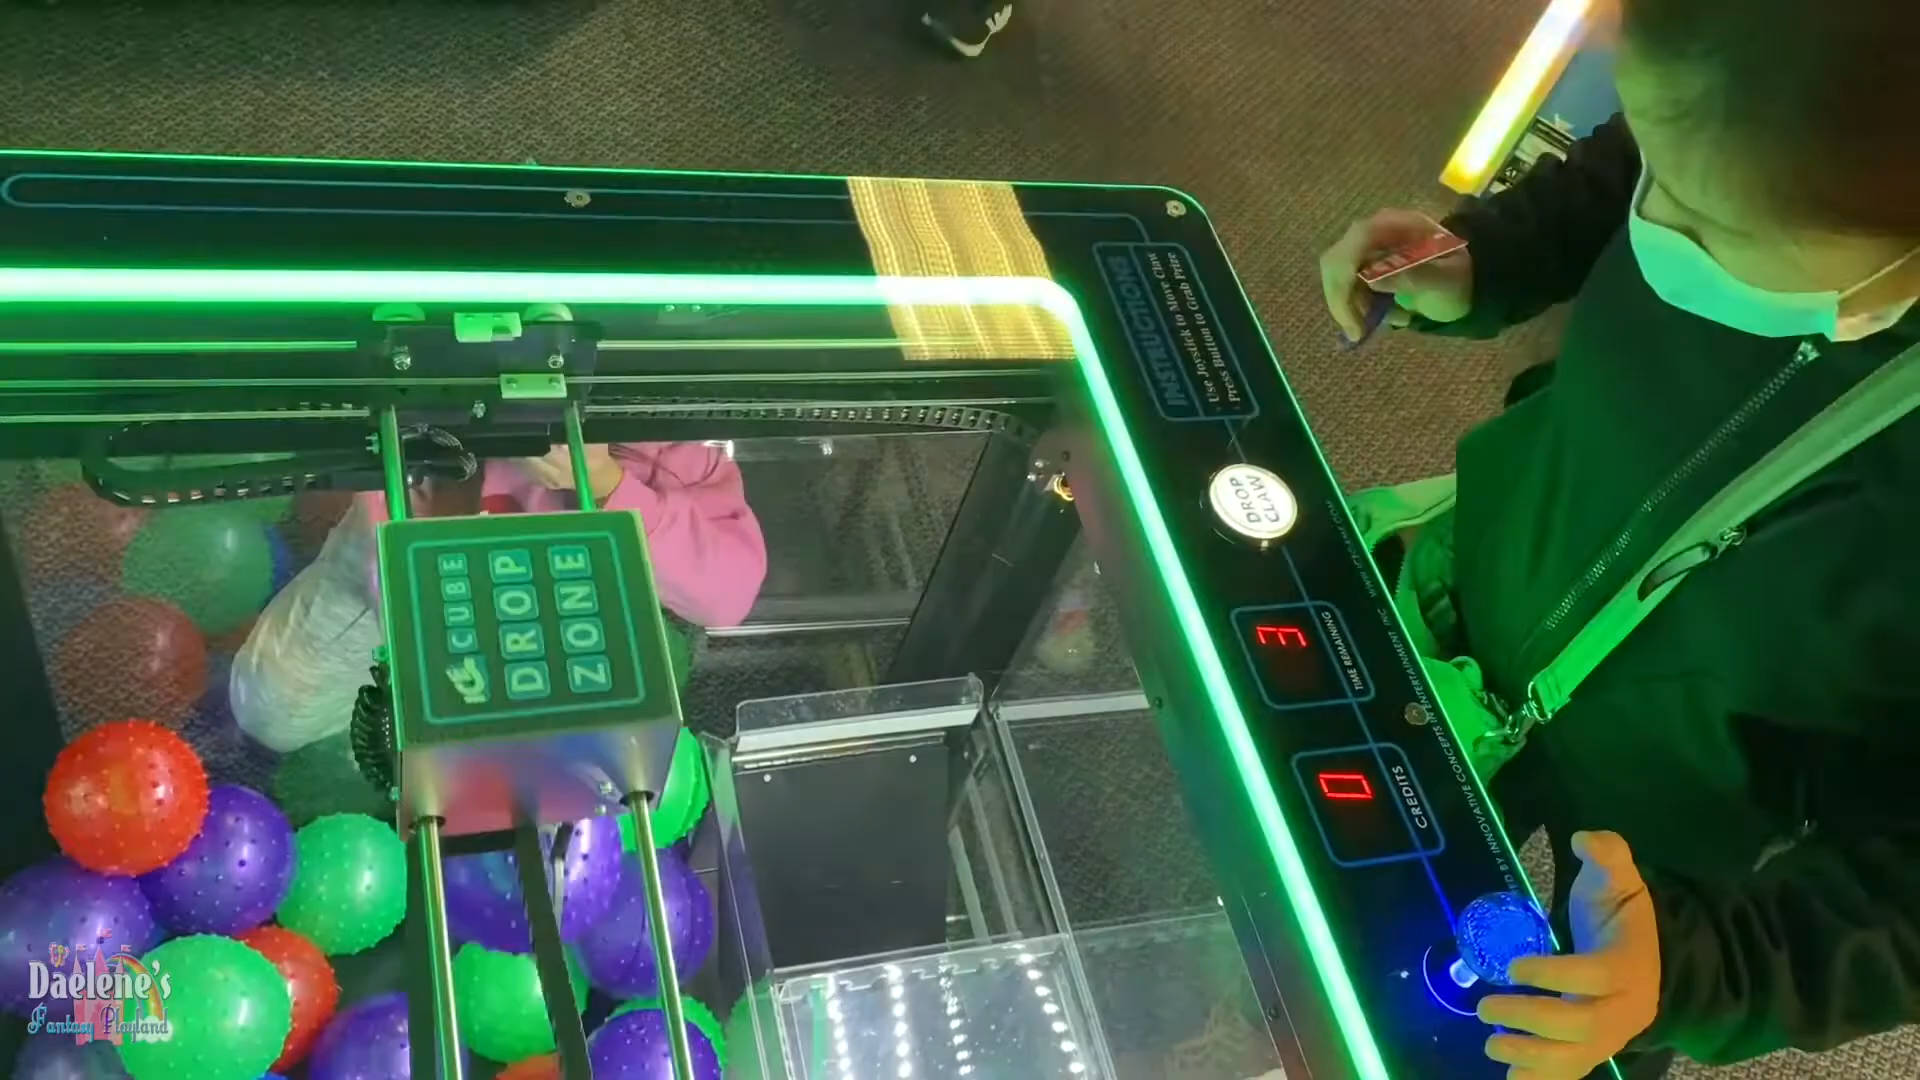 INSTRUCTIONS
Use Joystick to Move Claw
Press Button to Grab Prize
DROP
CLAW
3
TIME REMAINING
0
CREDITS
BY INNOVATIVE CONCEPTS IN ENTERTAINMENT INC.
ICE CUBE
DROP
ZONE
Daelene's
Fantasy Playland